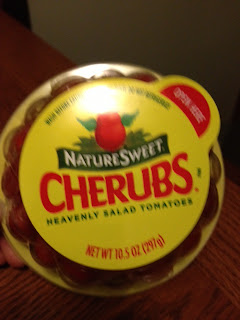 NATURESWEET
CHERUBS
HEAVENLY SALAD TOMATOES
NET WT 10.5 OZ (297g)